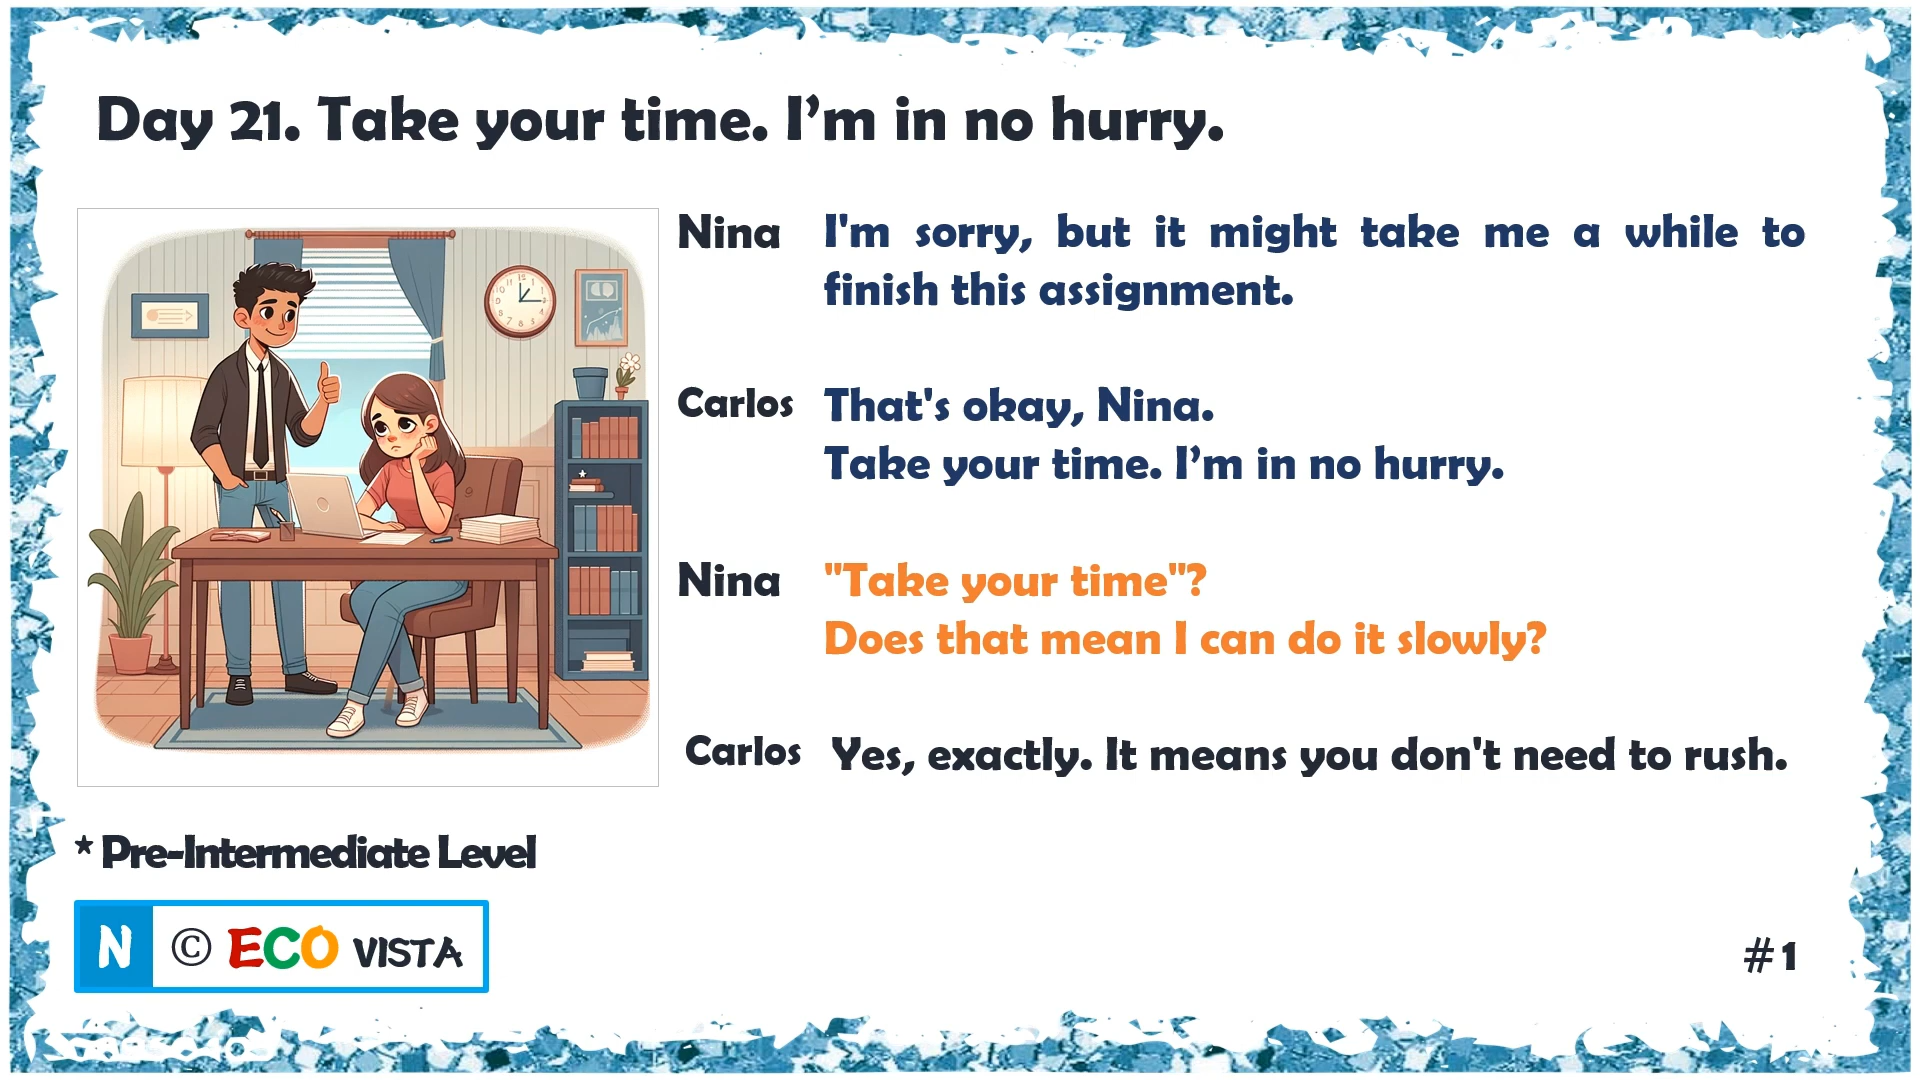 Day 21. Take your time. I’m in no hurry.
Nina I'm sorry, but it might take me a while to
finish this assignment.
Carlos That's okay, Nina.
Take your time. I’m in no hurry.
Nina "Take your time"?
Does that mean I can do it slowly?
Carlos Yes, exactly. It means you don't need to rush.
* Pre-Intermediate Level
N © ECO VISTA
#1